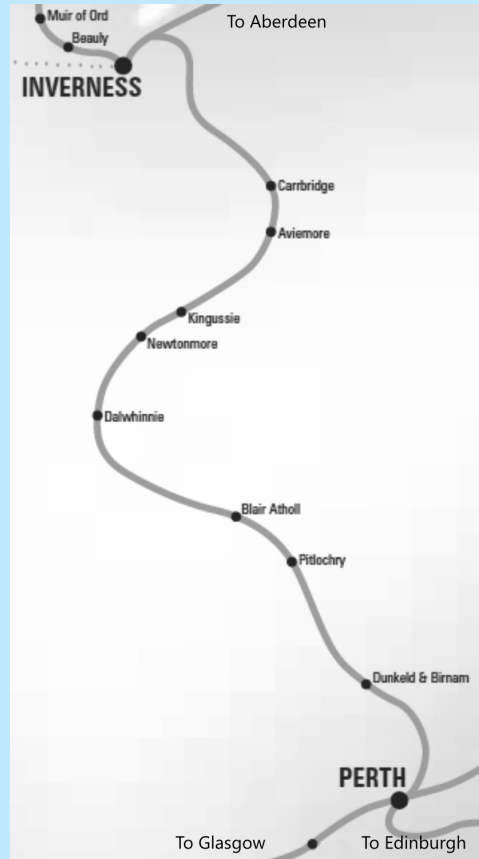 Muir of Ord
To Aberdeen
Beauly
INVERNESS
Carrbridge
Aviemore
Kingussie
Newtonmore
Dalwhinnie
Blair Atholl
Pitlochry
Dunkeld & Birnam
PERTH
To Glasgow
To Edinburgh